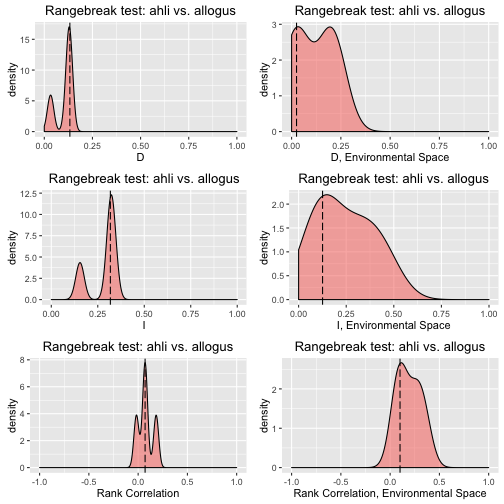 Rangebreak test: ahli vs. allogus
density
15
10
5
0
0.00 0.25 0.50 0.75 1.00
D
Rangebreak test: ahli vs. allogus
density
3
2
1
0
0.00 0.25 0.50 0.75 1.00
D, Environmental Space
Rangebreak test: ahli vs. allogus
density
12.5
10.0
7.5
5.0
2.5
0.0
0.00 0.25 0.50 0.75 1.00
I
Rangebreak test: ahli vs. allogus
density
2.0
1.5
1.0
0.5
0.0
0.00 0.25 0.50 0.75 1.00
I, Environmental Space
Rangebreak test: ahli vs. allogus
density
8
6
4
2
0
-1.0 -0.5 0.0 0.5 1.0
Rank Correlation
Rangebreak test: ahli vs. allogus
density
2
1
0
-1.0 -0.5 0.0 0.5 1.0
Rank Correlation, Environmental Space